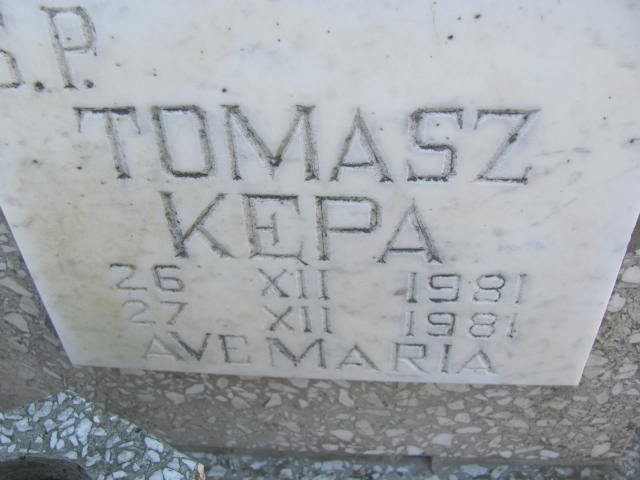 Ś.P.
TOMASZ
KĘPA
26 XII 1981
27 XII 1981
AVE MARIA